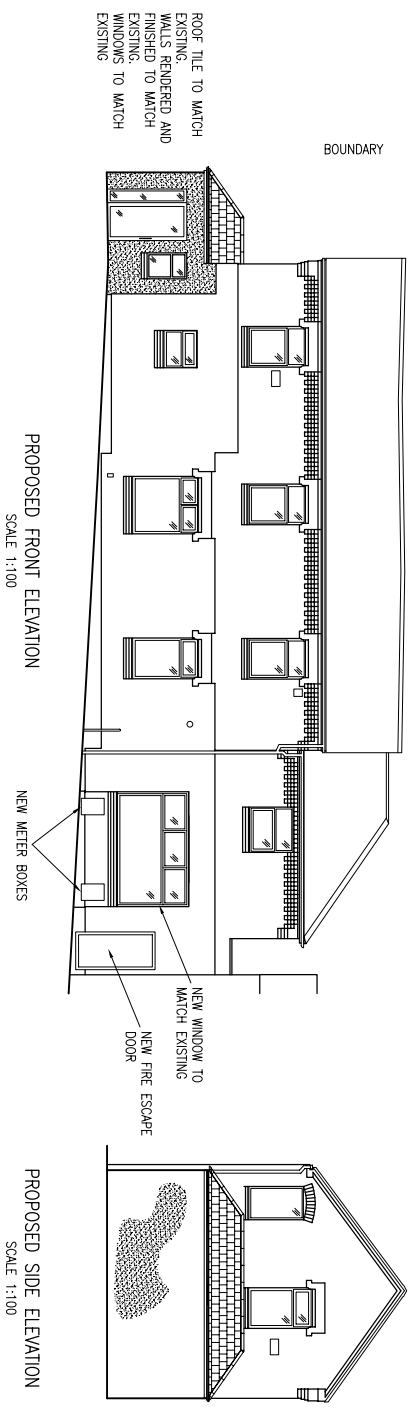 BOUNDARY
ROOF TILE TO MATCH
EXISTING.
WALLS RENDERED AND
FINISHED TO MATCH
EXISTING.
WINDOWS TO MATCH
EXISTING
NEW METER BOXES
NEW WINDOW TO
MATCH EXISTING
NEW FIRE ESCAPE
DOOR
PROPOSED FRONT ELEVATION
SCALE 1:100
PROPOSED SIDE ELEVATION
SCALE 1:100